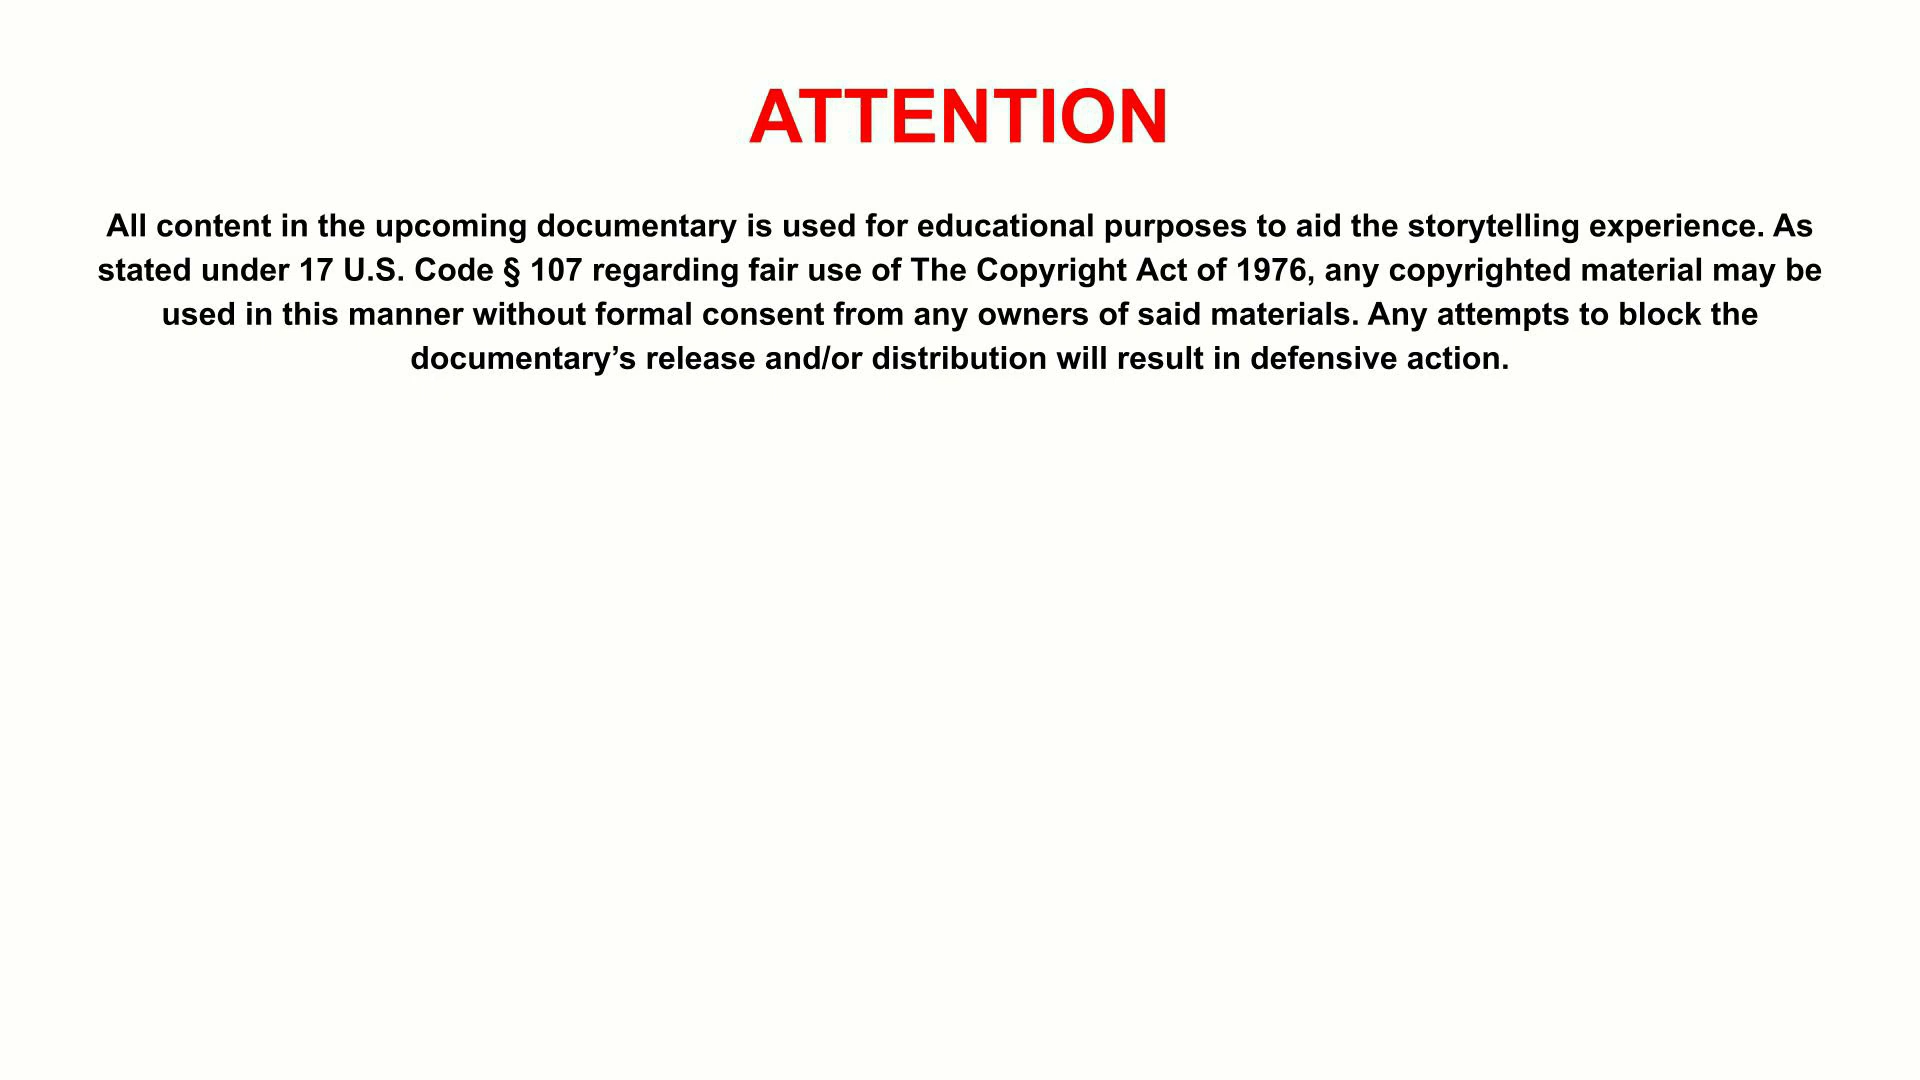 ATTENTION
All content in the upcoming documentary is used for educational purposes to aid the storytelling experience. As
stated under 17 U.S. Code § 107 regarding fair use of The Copyright Act of 1976, any copyrighted material may be
used in this manner without formal consent from any owners of said materials. Any attempts to block the
documentary’s release and/or distribution will result in defensive action.